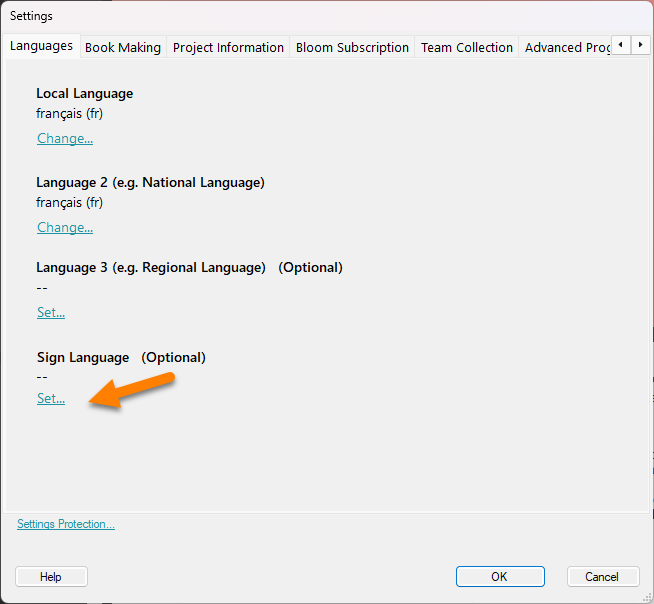 Settings
Languages Book Making Project Information Bloom Subscription Team Collection Advanced Prog
Local Language
français (fr)
Change...
Language 2 (e.g. National Language)
français (fr)
Change...
Language 3 (e.g. Regional Language) (Optional)
--
Set...
Sign Language (Optional)
--
Set...
Settings Protection...
Help OK Cancel